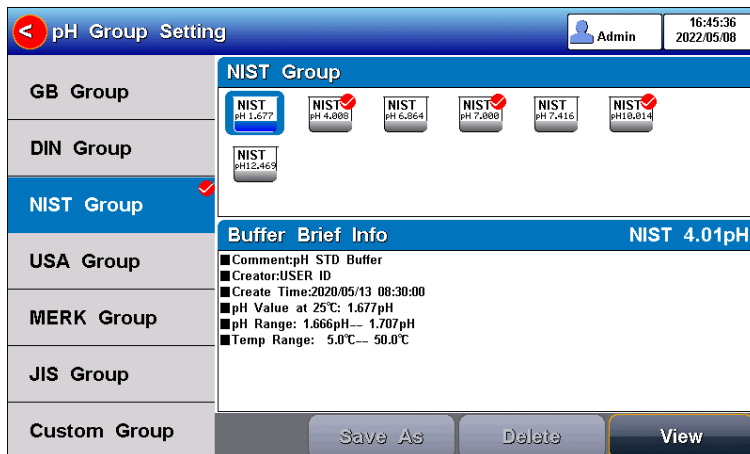 <
pH Group Setting
Admin
16:45:36
2022/05/08
GB Group
DIN Group
NIST Group
USA Group
MERK Group
JIS Group
Custom Group
NIST Group
NIST
pH 1.677
NIST
pH 4.008
NIST
pH 6.864
NIST
pH 7.000
NIST
pH 7.416
NIST
pH10.014
NIST
pH12.469
Buffer Brief Info
NIST 4.01pH
■Comment:pH STD Buffer
■Creator:USER ID
■Create Time:2020/05/13 08:30:00
■pH Value at 25℃: 1.677pH
■pH Range: 1.666pH-- 1.707pH
■Temp Range: 5.0℃-- 50.0℃
Save As
Delete
View